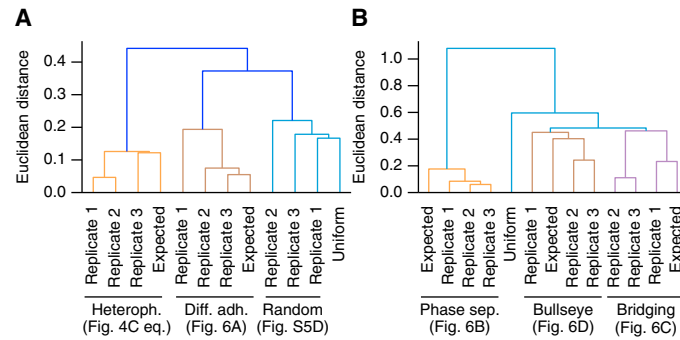 A
Euclidean distance
0.4
0.3
0.2
0.1
0.0
Replicate 1
Replicate 2
Replicate 3
Expected
Replicate 1
Replicate 2
Replicate 3
Expected
Replicate 2
Replicate 3
Replicate 1
Uniform
Heteroph.
(Fig. 4C eq.)
Diff. adh.
(Fig. 6A)
Random
(Fig. S5D)
B
Euclidean distance
1.0
0.8
0.6
0.4
0.2
0.0
Expected
Replicate 1
Replicate 2
Replicate 3
Uniform
Replicate 1
Expected
Replicate 2
Replicate 3
Replicate 2
Replicate 3
Replicate 1
Expected
Phase sep.
(Fig. 6B)
Bullseye
(Fig. 6D)
Bridging
(Fig. 6C)